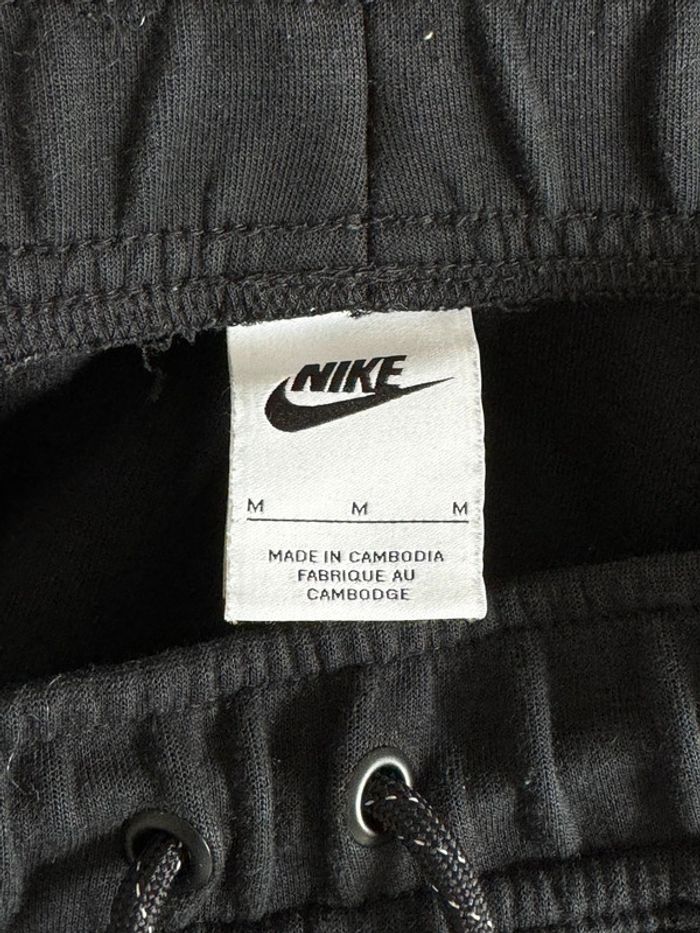 NIKE
M M M
MADE IN CAMBODIA
FABRIQUE AU
CAMBODGE